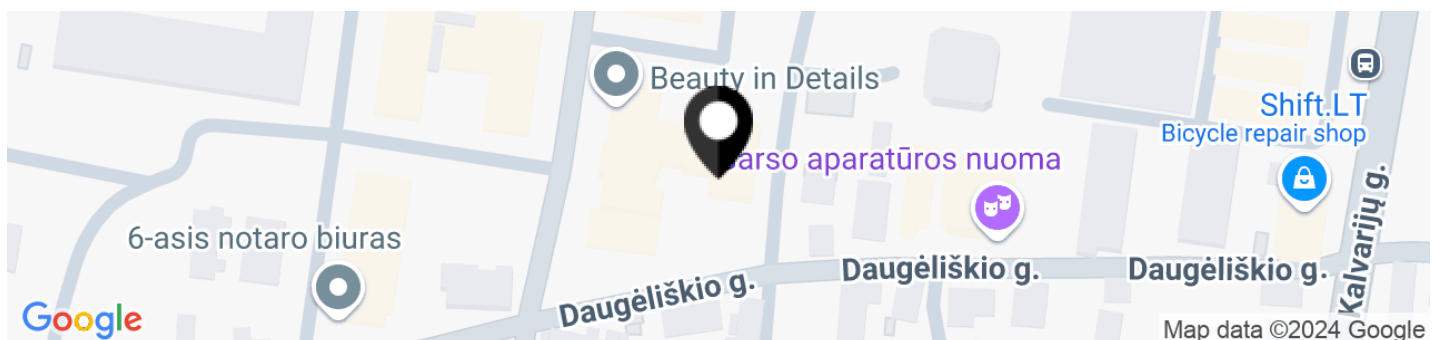 Beauty in Details
Shift.LT
Bicycle repair shop
arso aparatūros nuoma
6-asis notaro biuras
Kalvarijų g.
Daugėliškio g.
Daugėliškio g.
Daugėliškio g.
Google
Map data ©2024 Google